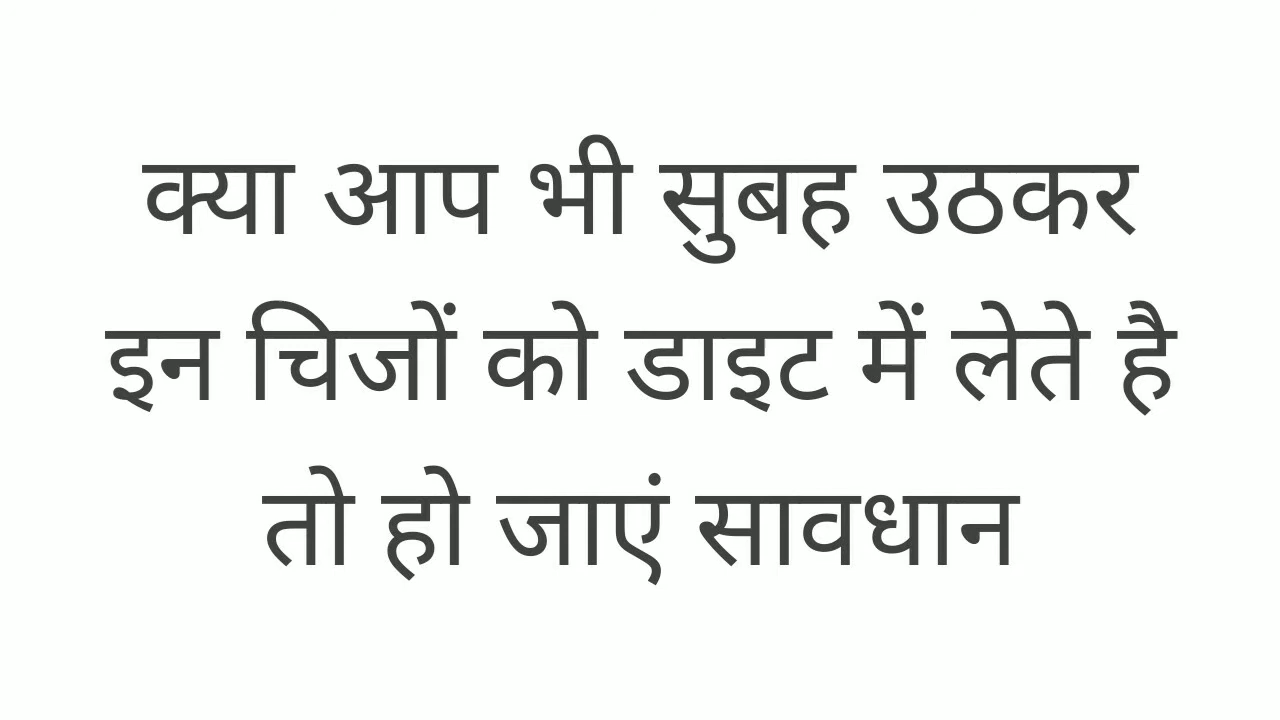 क्या आप भी सुबह उठकर
इन चिजों को डाइट में लेते है
तो हो जाएं सावधान